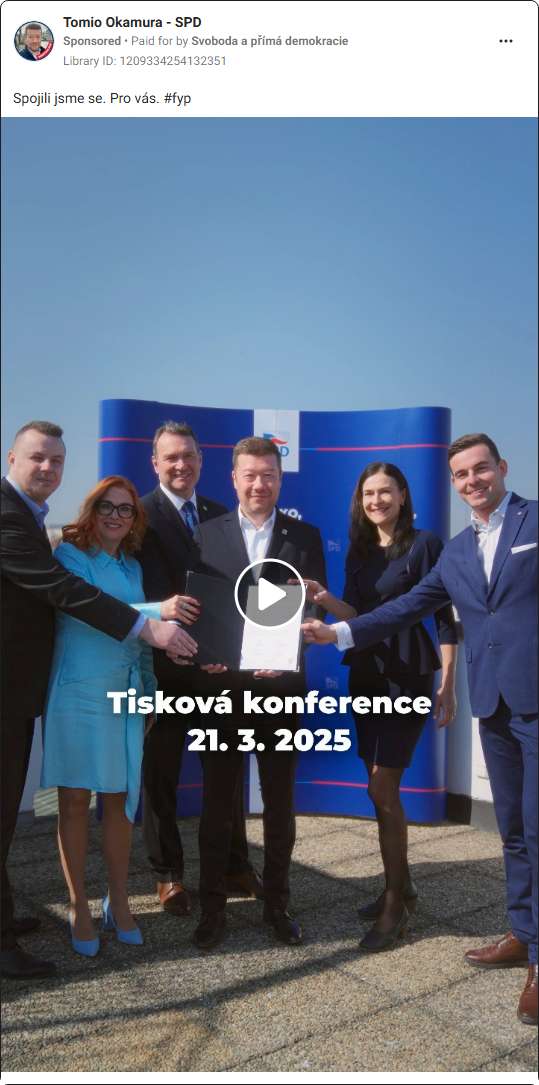 Tomio Okamura - SPD
Sponsored • Paid for by Svoboda a přímá demokracie
Library ID: 1209334254132351
Spojili jsme se. Pro vás. #fyp
Tisková konference
21. 3. 2025